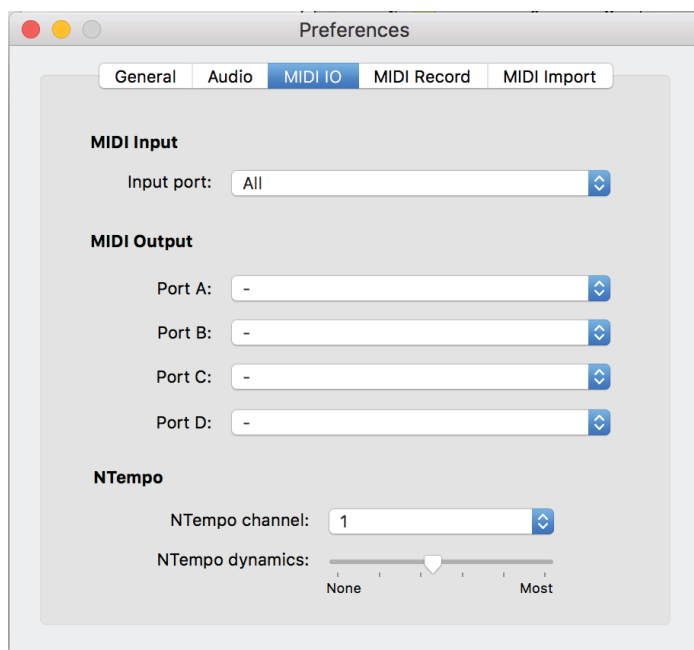 Preferences
General Audio MIDI IO MIDI Record MIDI Import
MIDI Input
Input port: All
MIDI Output
Port A: -
Port B: -
Port C: -
Port D: -
NTempo
NTempo channel: 1
NTempo dynamics:
None Most